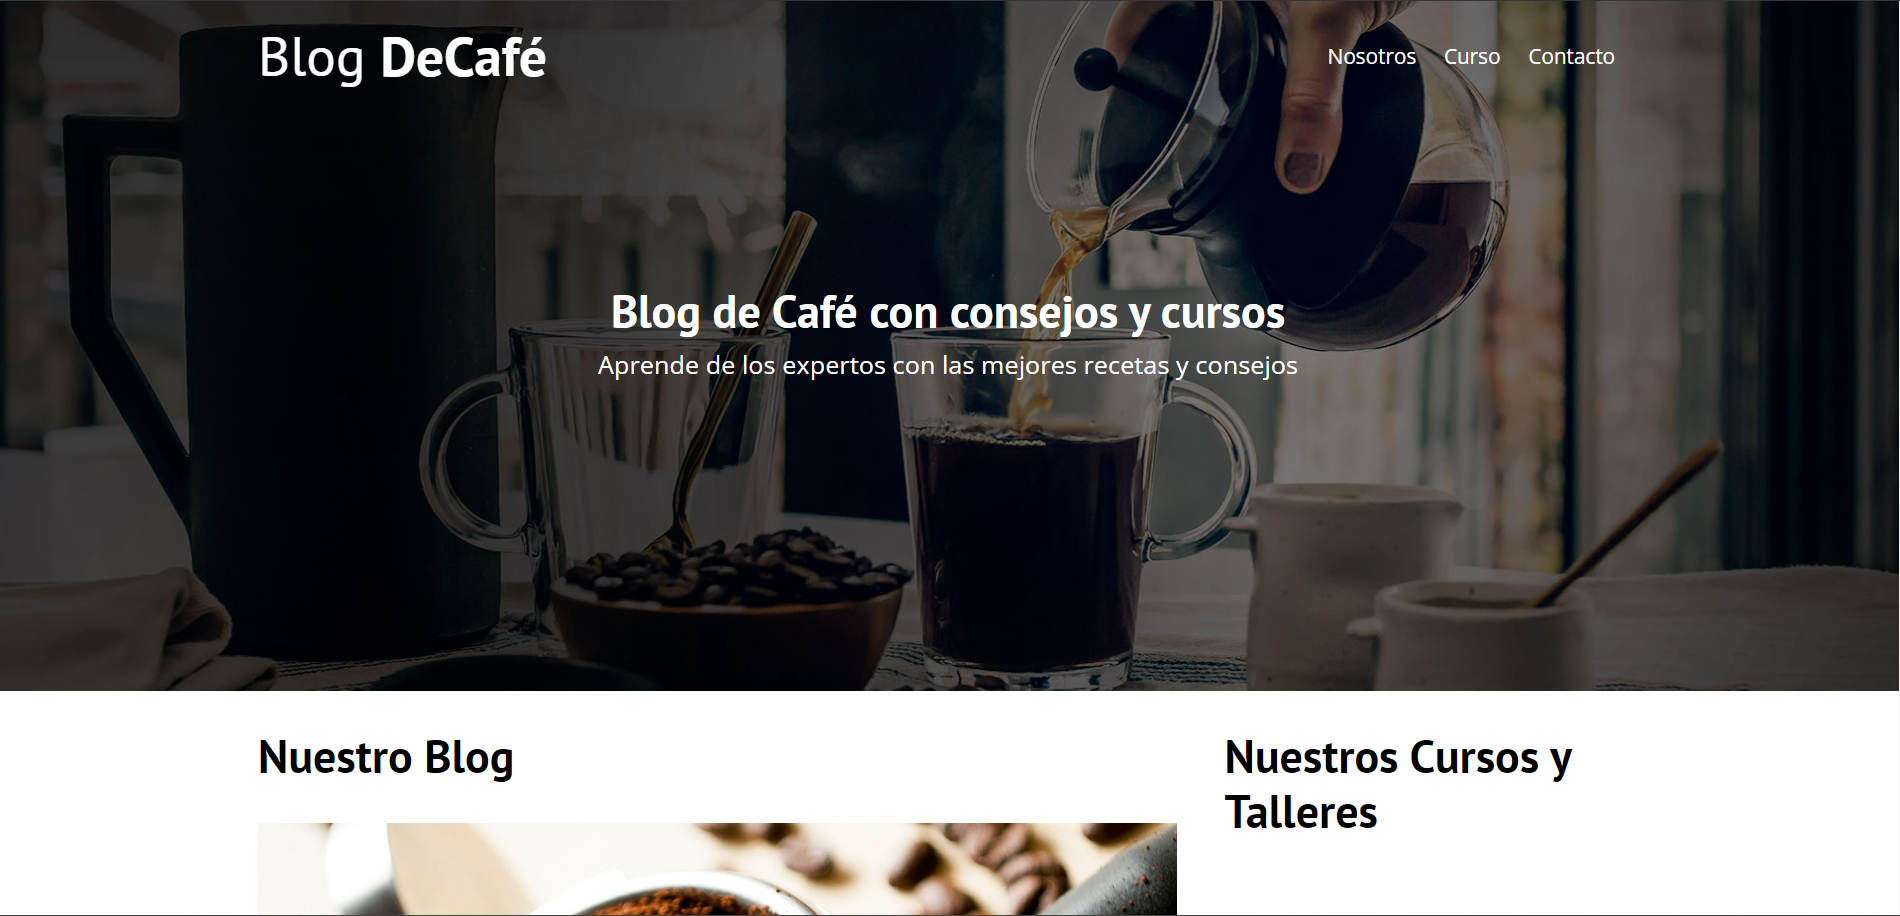 Blog DeCafé
Nosotros Curso Contacto
Blog de Café con consejos y cursos
Aprende de los expertos con las mejores recetas y consejos
Nuestro Blog
Nuestros Cursos y
Talleres